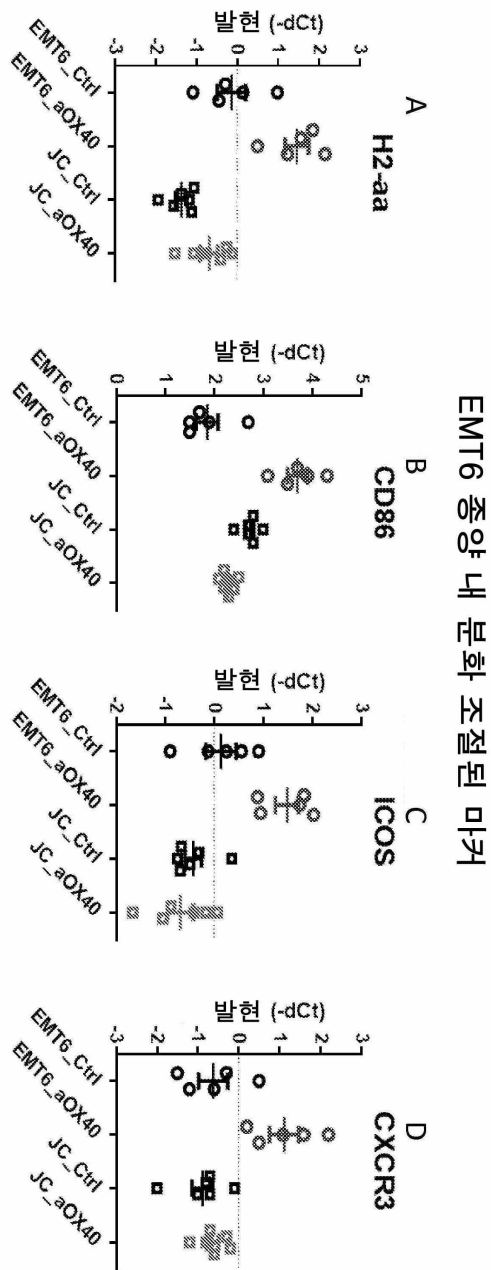 EMT6 종양 내 분화 조절된 마커
A
H2-aa
발현 (-dCt)
3
2
1
0
-1
-2
-3
EMT6_Ctrl
EMT6_aOX40
JC_Ctrl
JC_aOX40
B
CD86
발현 (-dCt)
5
4
3
2
1
0
EMT6_Ctrl
EMT6_aOX40
JC_Ctrl
JC_aOX40
C
ICOS
발현 (-dCt)
3
2
1
0
-1
-2
EMT6_Ctrl
EMT6_aOX40
JC_Ctrl
JC_aOX40
D
CXCR3
발현 (-dCt)
3
2
1
0
-1
-2
-3
EMT6_Ctrl
EMT6_aOX40
JC_Ctrl
JC_aOX40